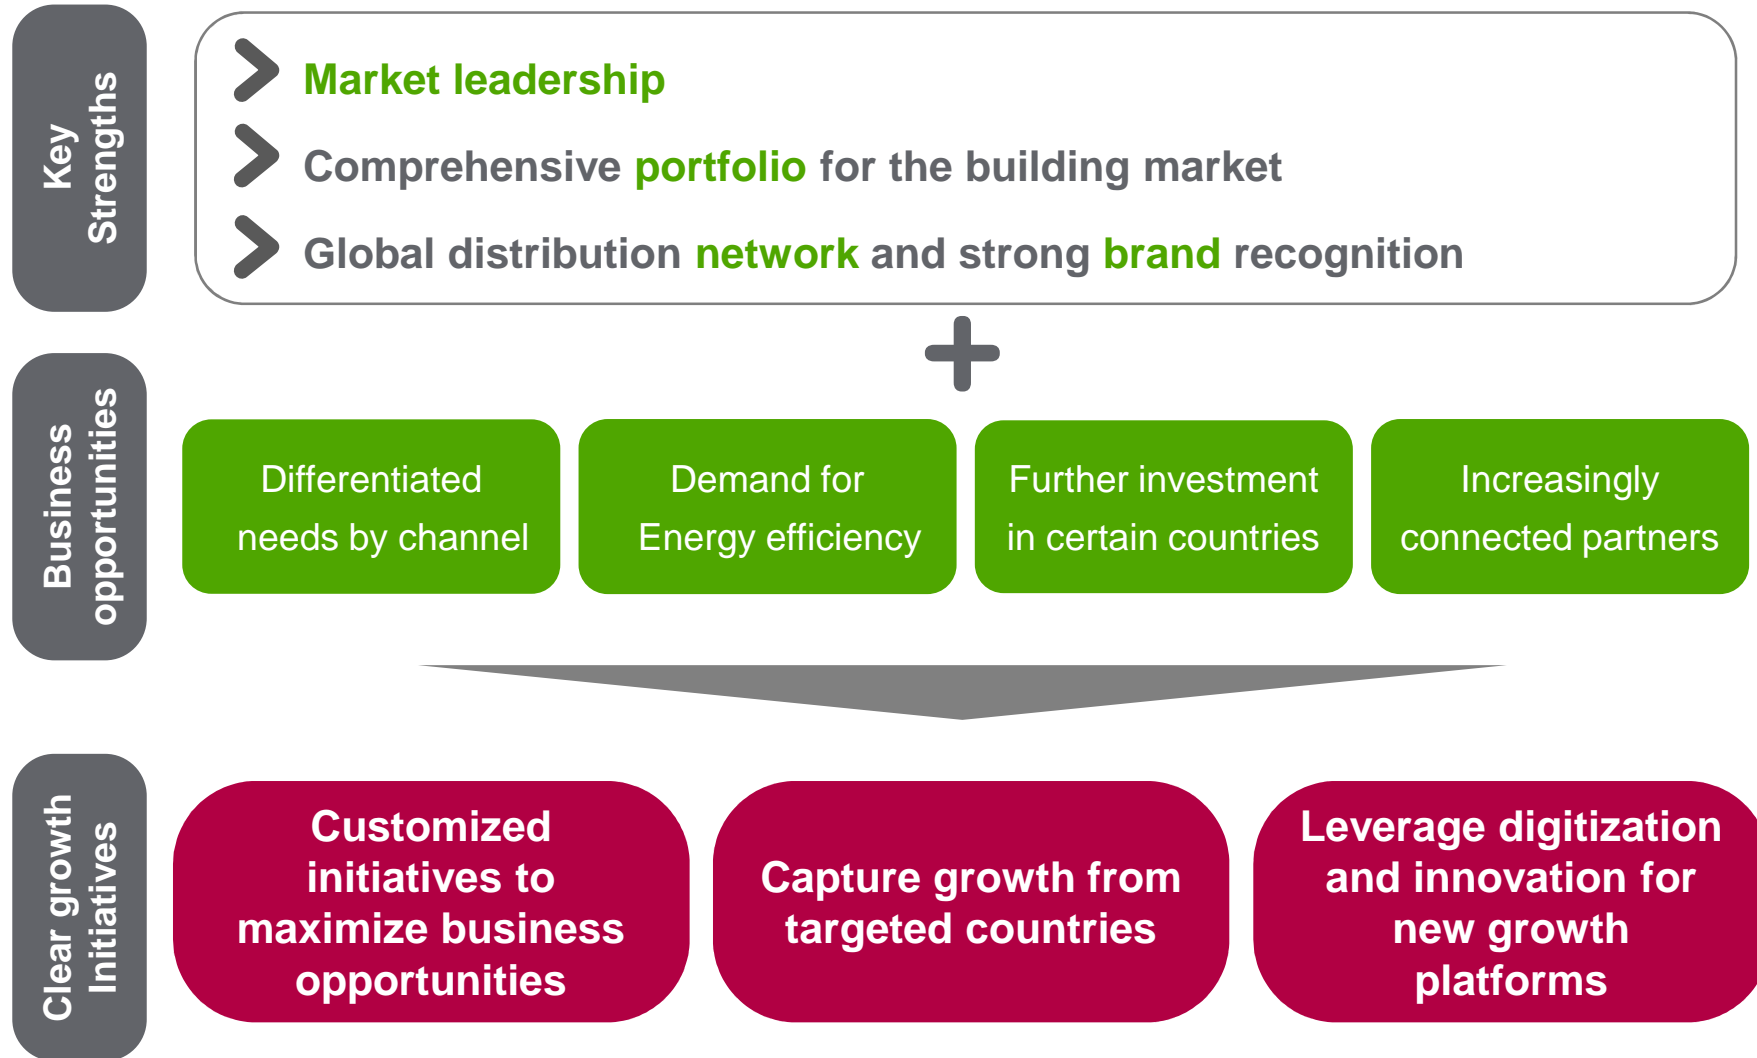 Key
Strengths
Market leadership
Comprehensive portfolio for the building market
Global distribution network and strong brand recognition
Business
opportunities
Differentiated
needs by channel
Demand for
Energy efficiency
Further investment
in certain countries
Increasingly
connected partners
Clear growth
Initiatives
Customized
initiatives to
maximize business
opportunities
Capture growth from
targeted countries
Leverage digitization
and innovation for
new growth
platforms